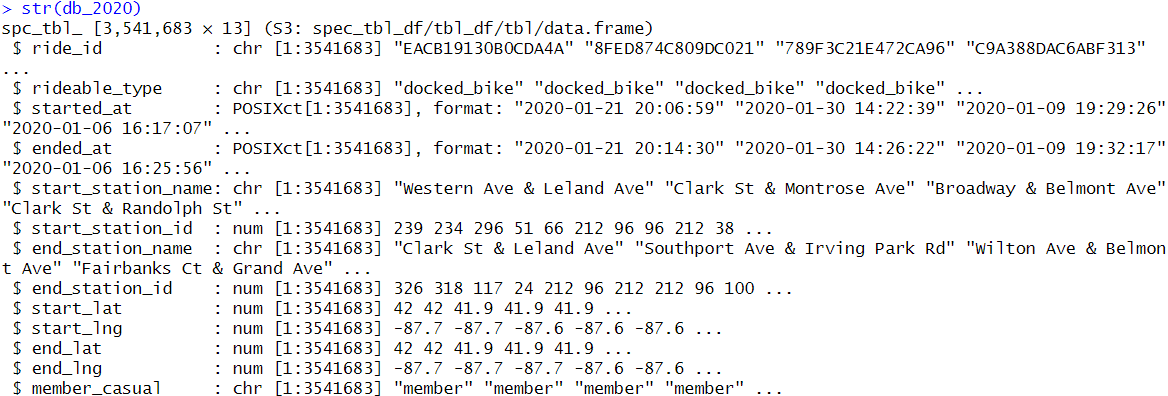 > str(db_2020)
spc_tbl_ [3,541,683 × 13] (S3: spec_tbl_df/tbl_df/tbl/data.frame)
 $ ride_id           : chr [1:3541683] "EACB19130B0CDA4A" "8FED874C809DC021" "789F3C21E472CA96" "C9A388DAC6ABF313"
...
 $ rideable_type     : chr [1:3541683] "docked_bike" "docked_bike" "docked_bike" "docked_bike" ...
 $ started_at        : POSIXct[1:3541683], format: "2020-01-21 20:06:59" "2020-01-30 14:22:39" "2020-01-09 19:29:26"
"2020-01-06 16:17:07" ...
 $ ended_at          : POSIXct[1:3541683], format: "2020-01-21 20:14:30" "2020-01-30 14:26:22" "2020-01-09 19:32:17"
"2020-01-06 16:25:56" ...
 $ start_station_name: chr [1:3541683] "Western Ave & Leland Ave" "Clark St & Montrose Ave" "Broadway & Belmont Ave"
"Clark St & Randolph St" ...
 $ start_station_id  : num [1:3541683] 239 234 296 51 66 212 96 96 212 38 ...
 $ end_station_name  : chr [1:3541683] "Clark St & Leland Ave" "Southport Ave & Irving Park Rd" "Wilton Ave & Belmon
t Ave" "Fairbanks Ct & Grand Ave" ...
 $ end_station_id    : num [1:3541683] 326 318 117 24 212 96 212 212 96 100 ...
 $ start_lat         : num [1:3541683] 42 42 41.9 41.9 41.9 ...
 $ start_lng         : num [1:3541683] -87.7 -87.7 -87.6 -87.6 -87.6 ...
 $ end_lat           : num [1:3541683] 42 42 41.9 41.9 41.9 ...
 $ end_lng           : num [1:3541683] -87.7 -87.7 -87.7 -87.6 -87.6 ...
 $ member_casual     : chr [1:3541683] "member" "member" "member" "member" ...